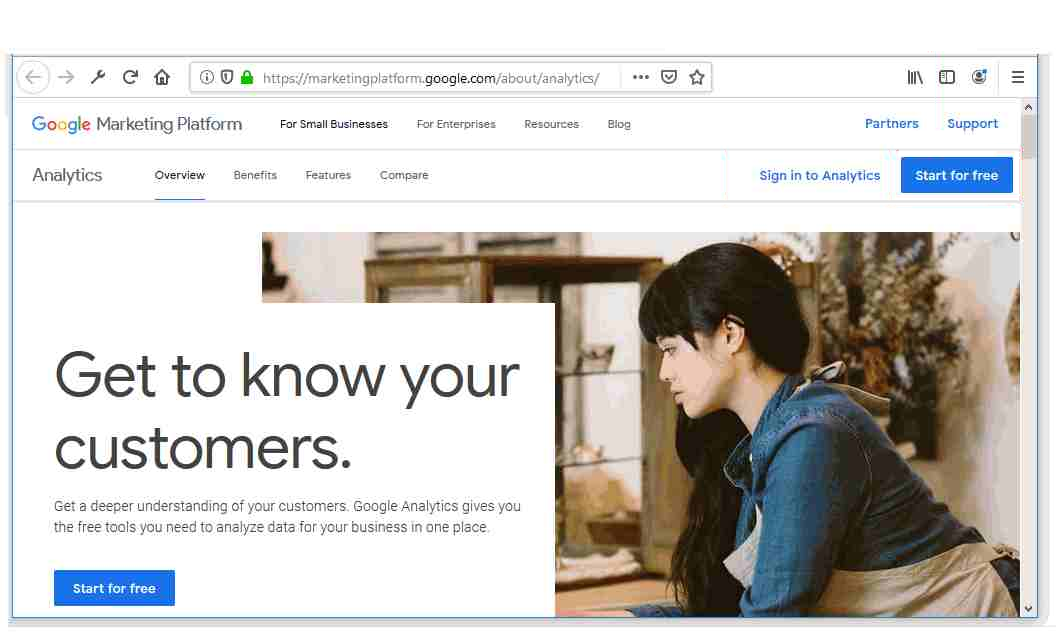 https://marketingplatform.google.com/about/analytics/
Google Marketing Platform For Small Businesses For Enterprises Resources Blog Partners Support
Analytics Overview Benefits Features Compare Sign in to Analytics Start for free
Get to know your
customers.
Get a deeper understanding of your customers. Google Analytics gives you
the free tools you need to analyze data for your business in one place.
Start for free